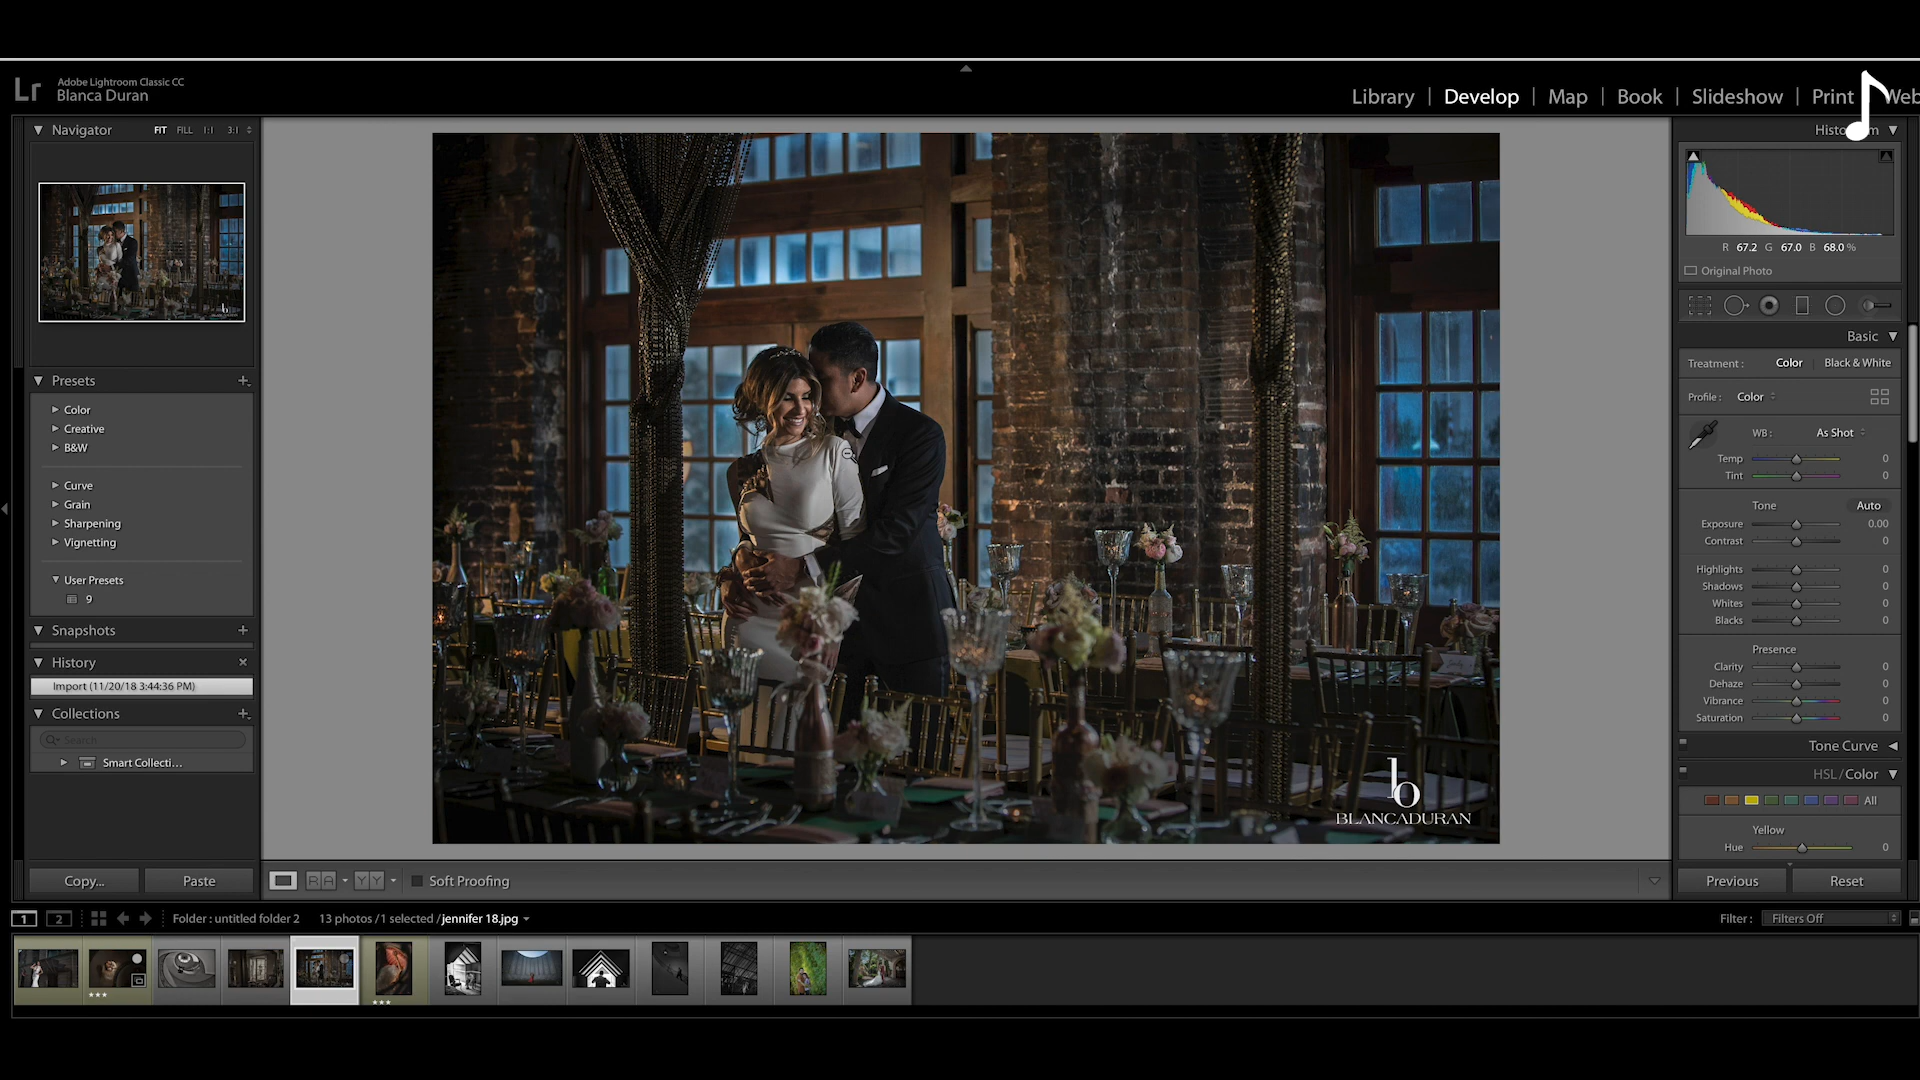 Lr
Adobe Lightroom Classic CC
Blanca Duran
Library | Develop | Map | Book | Slideshow | Print Web
Navigator FIT FILL 1:1 3:1
Presets
Color
Creative
B&W
Curve
Grain
Sharpening
Vignetting
User Presets
9
Snapshots
History
Import (11/20/18 3:44:36 PM)
Collections
Search
Smart Collecti...
Copy... Paste
b
BLANCADURAN
Soft Proofing
R 67.2 G 67.0 B 68.0 %
Original Photo
Basic
Treatment : Color Black & White
Profile : Color
WB : As Shot
Temp 0
Tint 0
Tone Auto
Exposure 0.00
Contrast 0
Highlights 0
Shadows 0
Whites 0
Blacks 0
Presence
Clarity 0
Dehaze 0
Vibrance 0
Saturation 0
Tone Curve
HSL / Color
All
Yellow
Hue 0
Previous Reset
1 2 Folder : untitled folder 2 13 photos / 1 selected / jennifer 18.jpg Filter : Filters Off